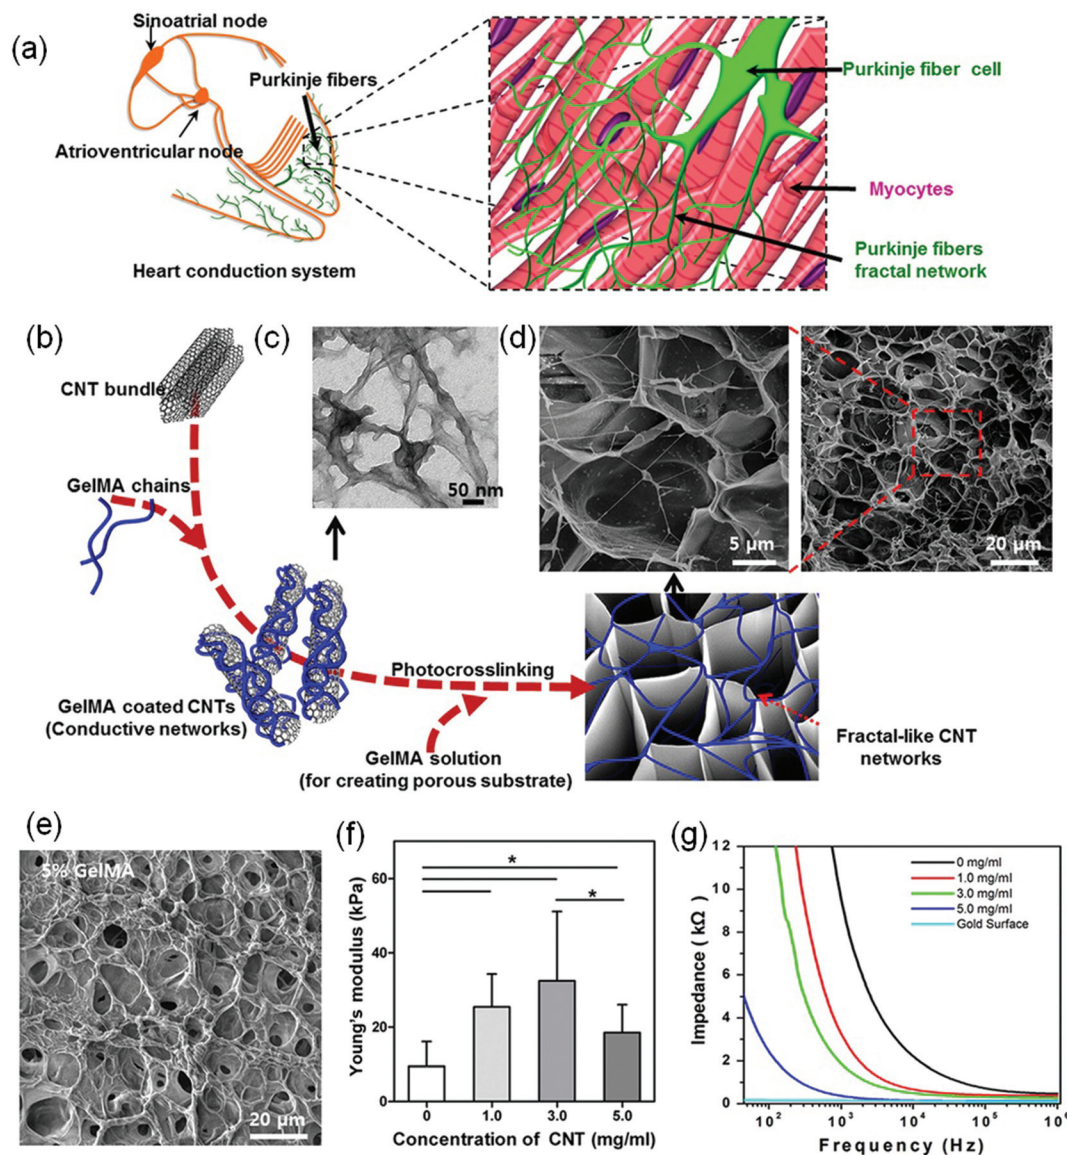 (a)
Sinoatrial node
Purkinje fibers
Atrioventricular node
Heart conduction system
Purkinje fiber cell
Myocytes
Purkinje fibers
fractal network
(b)
CNT bundle
GelMA chains
GelMA coated CNTs
(Conductive networks)
(c)
50 nm
(d)
5 µm
20 µm
Photocrosslinking
GelMA solution
(for creating porous substrate)
Fractal-like CNT
networks
(e)
5% GelMA
20 µm
(f)
Young's modulus (kPa)
60
40
20
0
*
*
0 1.0 3.0 5.0
Concentration of CNT (mg/ml)
(g)
Impedance ( kΩ )
12
10
8
6
4
2
0
0 mg/ml
1.0 mg/ml
3.0 mg/ml
5.0 mg/ml
Gold Surface
10² 10³ 10⁴ 10⁵ 10⁶
Frequency (Hz)